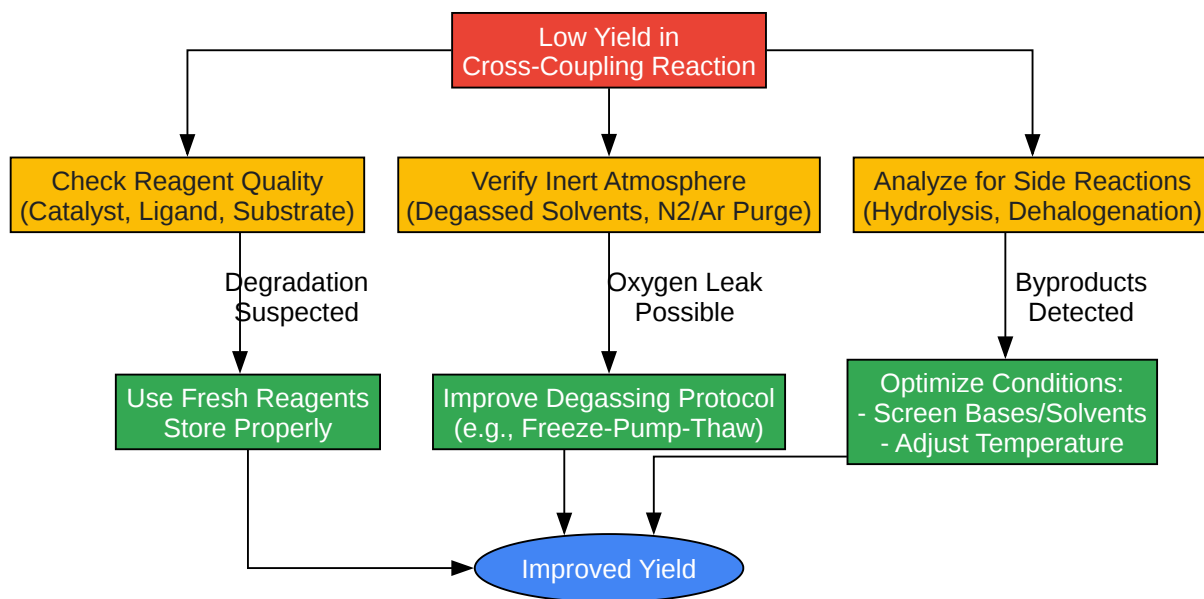 Low Yield in
Cross-Coupling Reaction
Check Reagent Quality
(Catalyst, Ligand, Substrate)
Verify Inert Atmosphere
(Degassed Solvents, N2/Ar Purge)
Analyze for Side Reactions
(Hydrolysis, Dehalogenation)
Degradation
Suspected
Oxygen Leak
Possible
Byproducts
Detected
Use Fresh Reagents
Store Properly
Improve Degassing Protocol
(e.g., Freeze-Pump-Thaw)
Optimize Conditions:
- Screen Bases/Solvents
- Adjust Temperature
Improved Yield